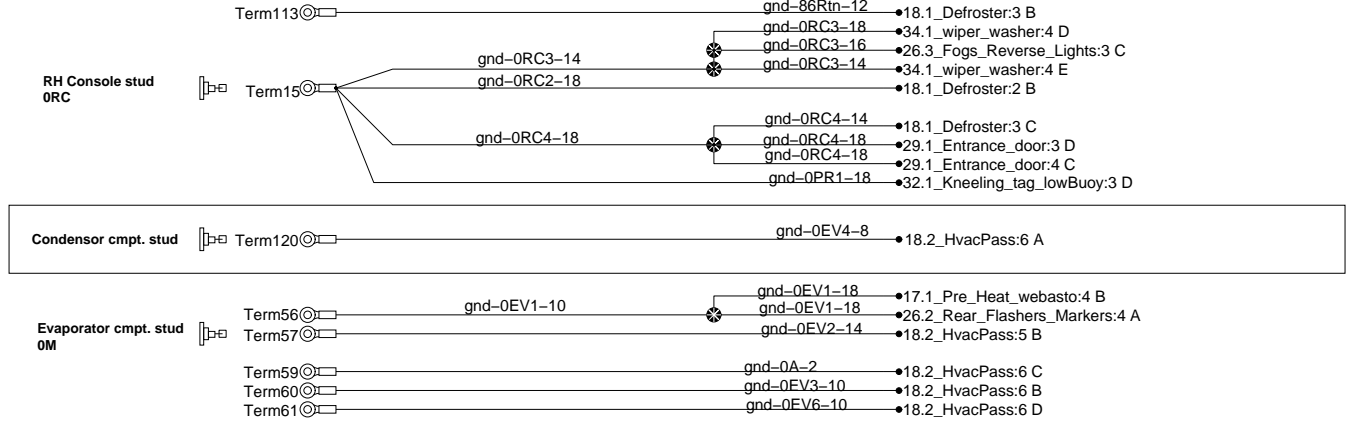 gnd–86Rtn–12
Term113
18.1_Defroster:3 B
gnd–0RC3–18
34.1_wiper_washer:4 D
gnd–0RC3–16
26.3_Fogs_Reverse_Lights:3 C
gnd–0RC3–14
gnd–0RC3–14
34.1_wiper_washer:4 E
RH Console stud
0RC
Term15
gnd–0RC2–18
18.1_Defroster:2 B
gnd–0RC4–14
18.1_Defroster:3 C
gnd–0RC4–18
gnd–0RC4–18
29.1_Entrance_door:3 D
gnd–0RC4–18
29.1_Entrance_door:4 C
gnd–0PR1–18
32.1_Kneeling_tag_lowBuoy:3 D
Condensor cmpt. stud
Term120
gnd–0EV4–8
18.2_HvacPass:6 A
gnd–0EV1–18
17.1_Pre_Heat_webasto:4 B
Term56
gnd–0EV1–10
gnd–0EV1–18
26.2_Rear_Flashers_Markers:4 A
Evaporator cmpt. stud
0M
Term57
gnd–0EV2–14
18.2_HvacPass:5 B
Term59
gnd–0A–2
18.2_HvacPass:6 C
Term60
gnd–0EV3–10
18.2_HvacPass:6 B
Term61
gnd–0EV6–10
18.2_HvacPass:6 D